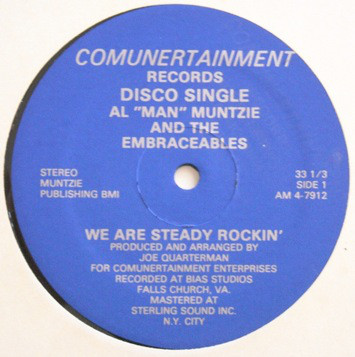 COMUNERTAINMENT
RECORDS
DISCO SINGLE
AL "MAN" MUNTZIE
AND THE
EMBRACEABLES
STEREO
MUNTZIE
PUBLISHING BMI
33 1/3
SIDE 1
AM 4-7912
WE ARE STEADY ROCKIN'
PRODUCED AND ARRANGED BY
JOE QUARTERMAN
FOR COMUNERTAINMENT ENTERPRISES
RECORDED AT BIAS STUDIOS
FALLS CHURCH, VA.
MASTERED AT
STERLING SOUND INC.
N.Y. CITY